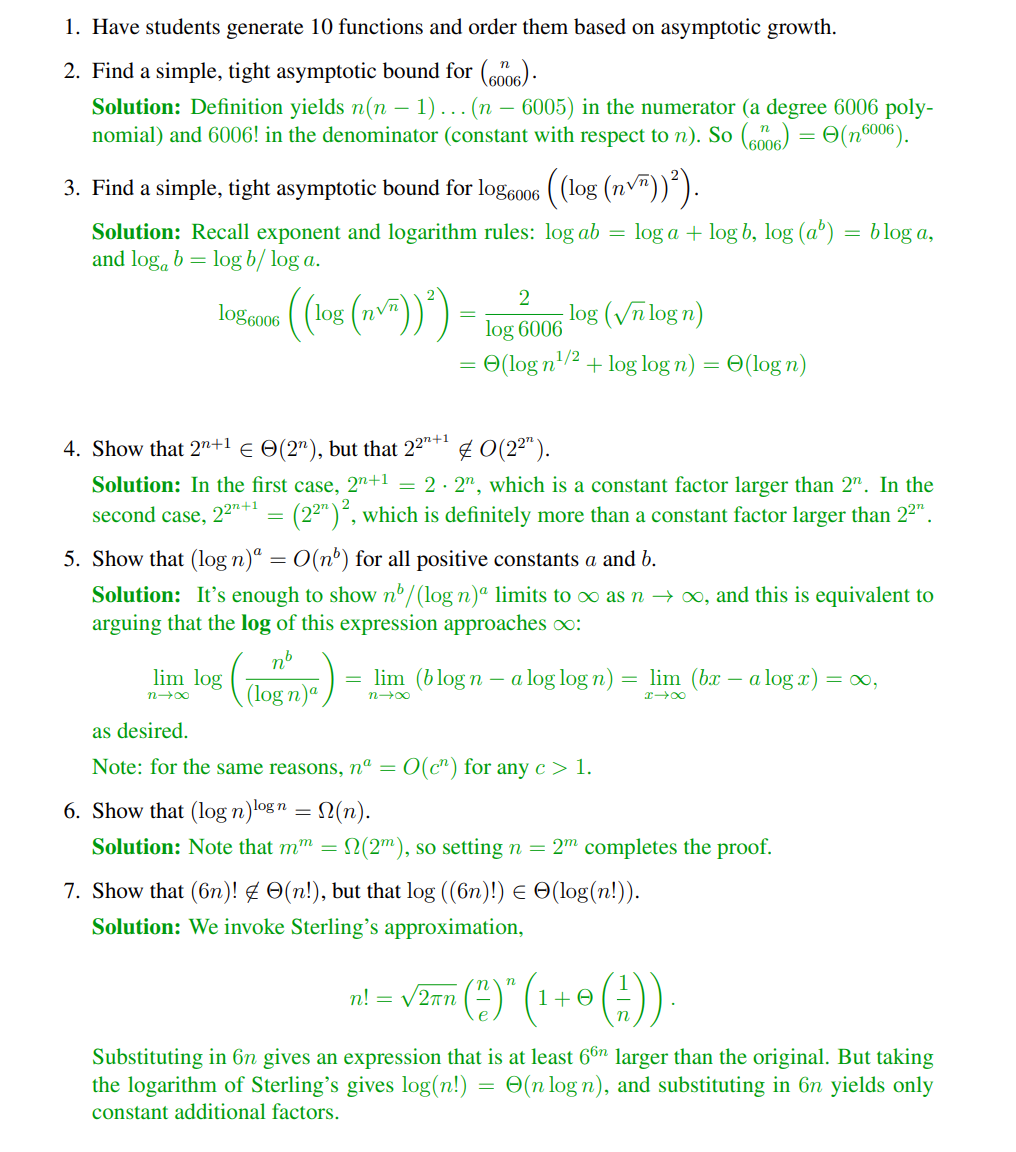 1. Have students generate 10 functions and order them based on asymptotic growth.
2. Find a simple, tight asymptotic bound for $\binom{n}{6006}$.
Solution: Definition yields $n(n-1)\ldots(n-6005)$ in the numerator (a degree 6006 poly-
nomial) and 6006! in the denominator (constant with respect to $n$). So $\binom{n}{6006} = \Theta(n^{6006})$.
3. Find a simple, tight asymptotic bound for $\log_{6006}\left(\left(\log\left(n^{\sqrt{n}}\right)\right)^2\right)$.
Solution: Recall exponent and logarithm rules: $\log ab = \log a + \log b$, $\log(a^b) = b\log a$,
and $\log_a b = \log b / \log a$.
$\log_{6006}\left(\left(\log\left(n^{\sqrt{n}}\right)\right)^2\right) = \frac{2}{\log 6006}\log\left(\sqrt{n}\log n\right)$
$= \Theta(\log n^{1/2} + \log\log n) = \Theta(\log n)$
4. Show that $2^{n+1} \in \Theta(2^n)$, but that $2^{2^{n+1}} \notin O(2^{2^n})$.
Solution: In the first case, $2^{n+1} = 2 \cdot 2^n$, which is a constant factor larger than $2^n$. In the
second case, $2^{2^{n+1}} = \left(2^{2^n}\right)^2$, which is definitely more than a constant factor larger than $2^{2^n}$.
5. Show that $(\log n)^a = O(n^b)$ for all positive constants $a$ and $b$.
Solution: It's enough to show $n^b/(\log n)^a$ limits to $\infty$ as $n \to \infty$, and this is equivalent to
arguing that the log of this expression approaches $\infty$:
$\lim_{n\to\infty} \log\left(\frac{n^b}{(\log n)^a}\right) = \lim_{n\to\infty}(b\log n - a\log\log n) = \lim_{x\to\infty}(bx - a\log x) = \infty,$
as desired.
Note: for the same reasons, $n^a = O(c^n)$ for any $c > 1$.
6. Show that $(\log n)^{\log n} = \Omega(n)$.
Solution: Note that $m^m = \Omega(2^m)$, so setting $n = 2^m$ completes the proof.
7. Show that $(6n)! \notin \Theta(n!)$, but that $\log((6n)!) \in \Theta(\log(n!))$.
Solution: We invoke Sterling's approximation,
$n! = \sqrt{2\pi n}\left(\frac{n}{e}\right)^n\left(1 + \Theta\left(\frac{1}{n}\right)\right).$
Substituting in $6n$ gives an expression that is at least $6^{6n}$ larger than the original. But taking
the logarithm of Sterling's gives $\log(n!) = \Theta(n\log n)$, and substituting in $6n$ yields only
constant additional factors.